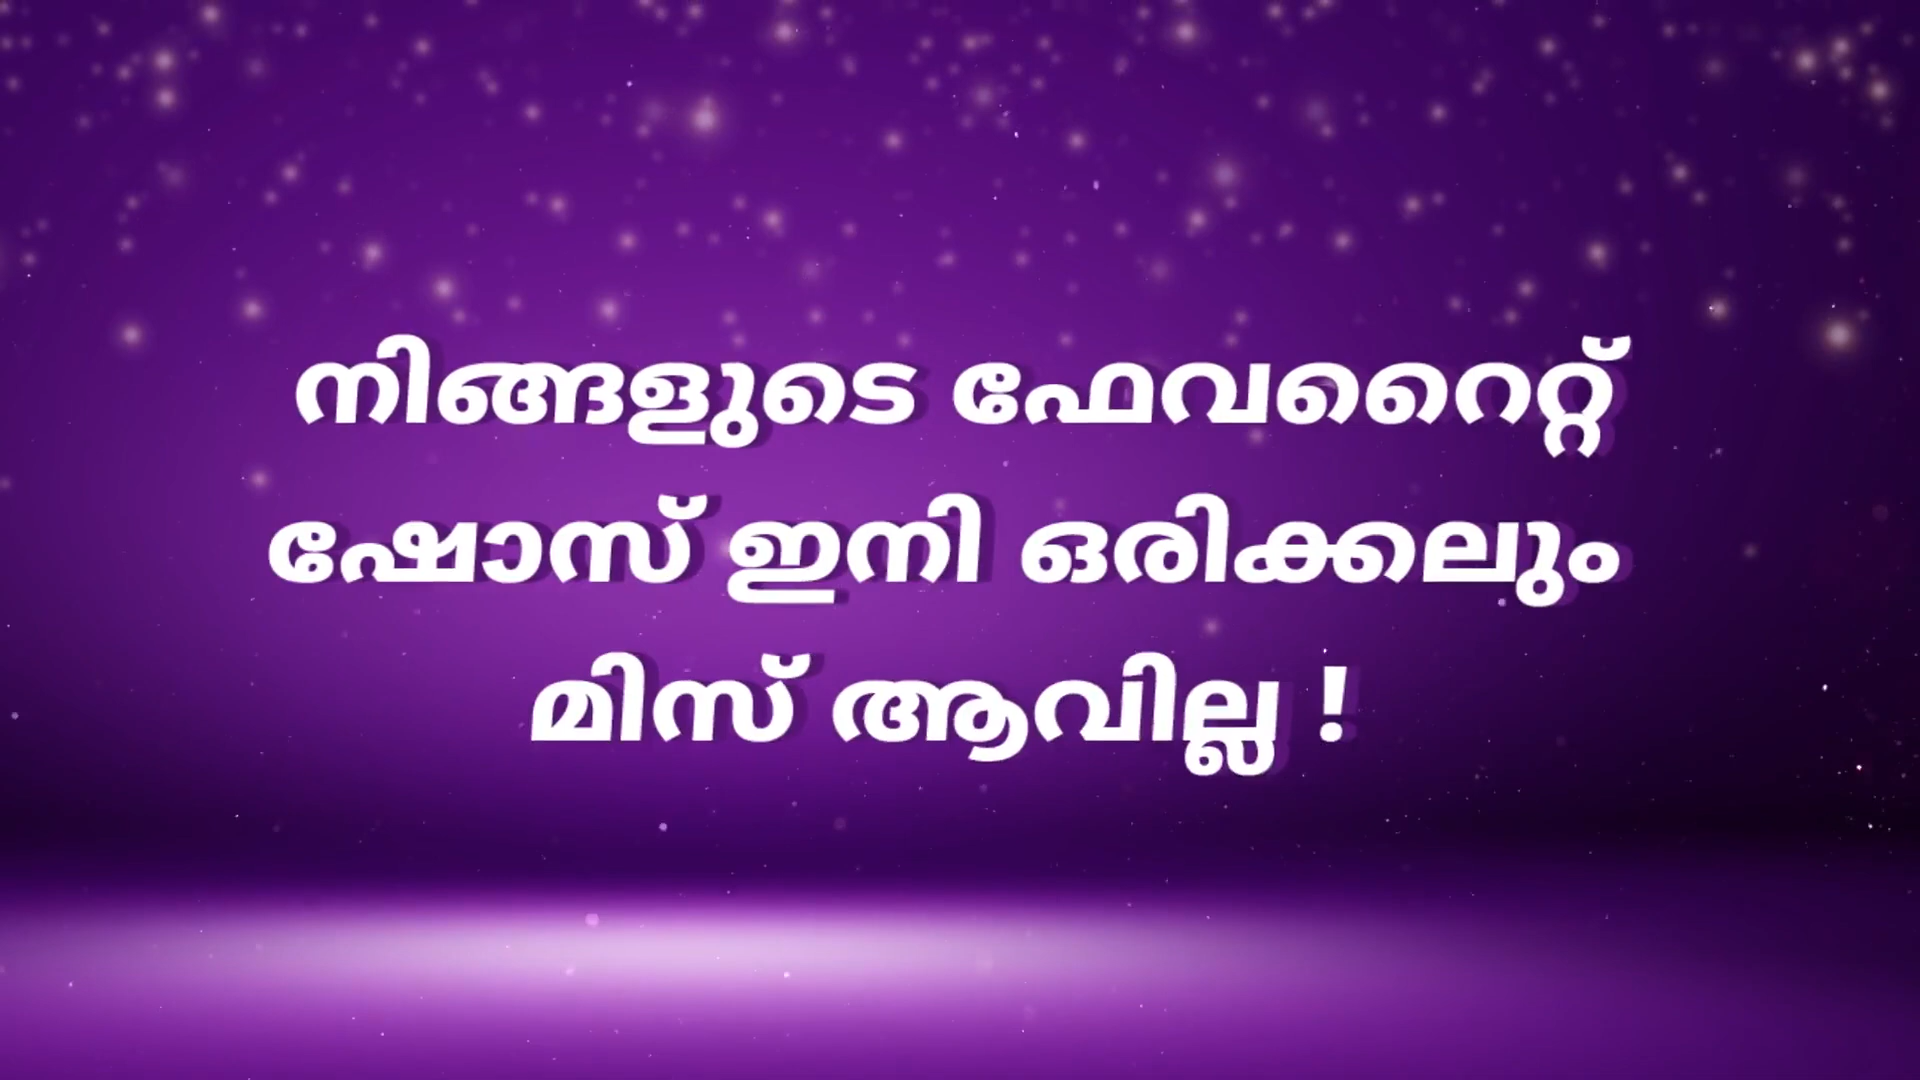 നിങ്ങളുടെ ഫേവറൈറ്റ്
ഷോസ് ഇനി ഒരിക്കലും
മിസ് ആവില്ല !